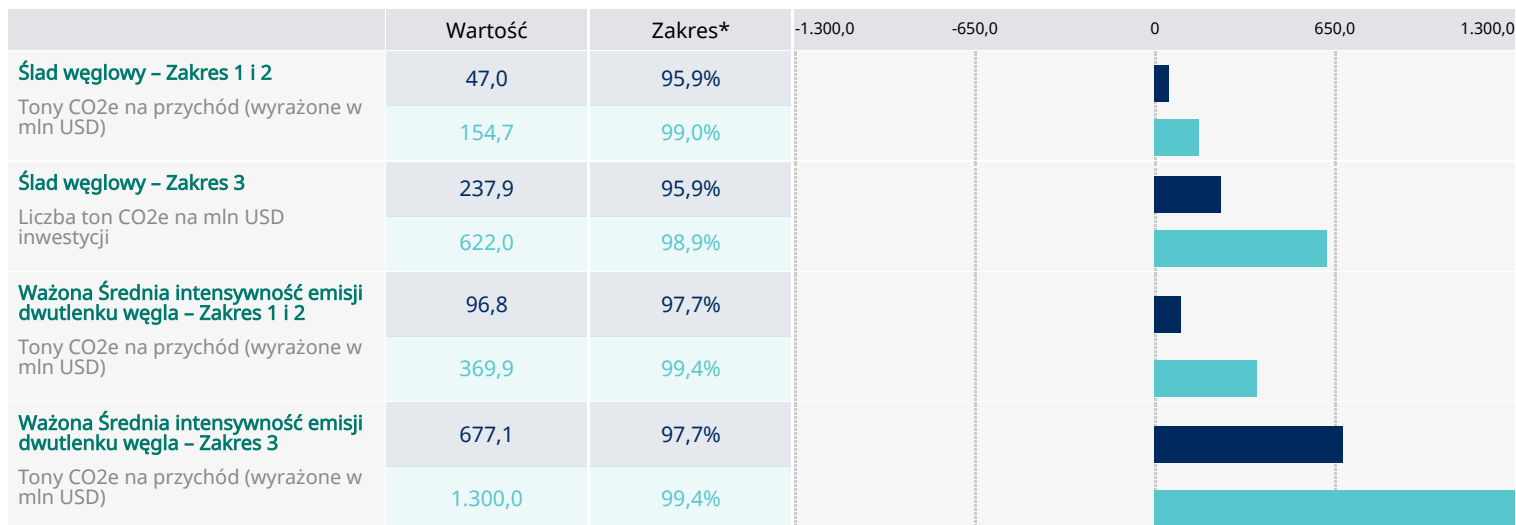 Wartość Zakres* -1.300,0 -650,0 0 650,0 1.300,0
Ślad węglowy – Zakres 1 i 2
Tony CO2e na przychód (wyrażone w
mln USD)
47,0 95,9%
154,7 99,0%
Ślad węglowy – Zakres 3
Liczba ton CO2e na mln USD
inwestycji
237,9 95,9%
622,0 98,9%
Ważona Średnia intensywność emisji
dwutlenku węgla – Zakres 1 i 2
Tony CO2e na przychód (wyrażone w
mln USD)
96,8 97,7%
369,9 99,4%
Ważona Średnia intensywność emisji
dwutlenku węgla – Zakres 3
Tony CO2e na przychód (wyrażone w
mln USD)
677,1 97,7%
1.300,0 99,4%